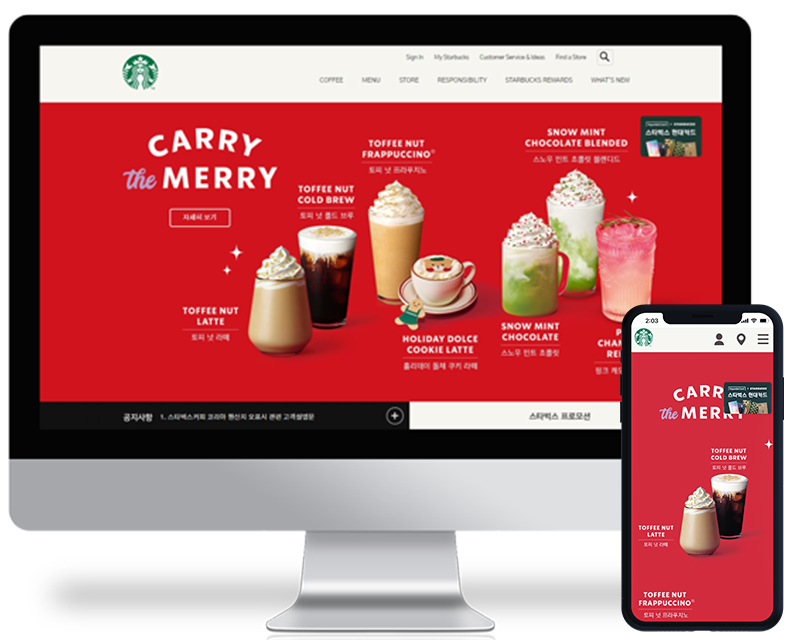 Sign In My Starbucks Customer Service & Ideas Find a Store
COFFEE MENU STORE RESPONSIBILITY STARBUCKS REWARDS WHAT'S NEW
CARRY
the MERRY
자세히 보기
TOFFEE NUT
LATTE
토피 넛 라떼
TOFFEE NUT
COLD BREW
토피 넛 콜드 브루
TOFFEE NUT
FRAPPUCCINO®
토피 넛 프라푸치노
HOLIDAY DOLCE
COOKIE LATTE
홀리데이 돌체 쿠키 라떼
SNOW MINT
CHOCOLATE
스노우 민트 초콜릿
SNOW MINT
CHOCOLATE BLENDED
스노우 민트 초콜릿 블렌디드
스타벅스 현대카드
공지사항 1. 스타벅스커피 코리아 원산지 오표시 관련 고객설명문
스타벅스 프로모션
2:03
CARRY
the MERRY
스타벅스 현대카드
TOFFEE NUT
COLD BREW
토피 넛 콜드 브루
TOFFEE NUT
LATTE
토피 넛 라떼
TOFFEE NUT
FRAPPUCCINO®
토피 넛 프라푸치노